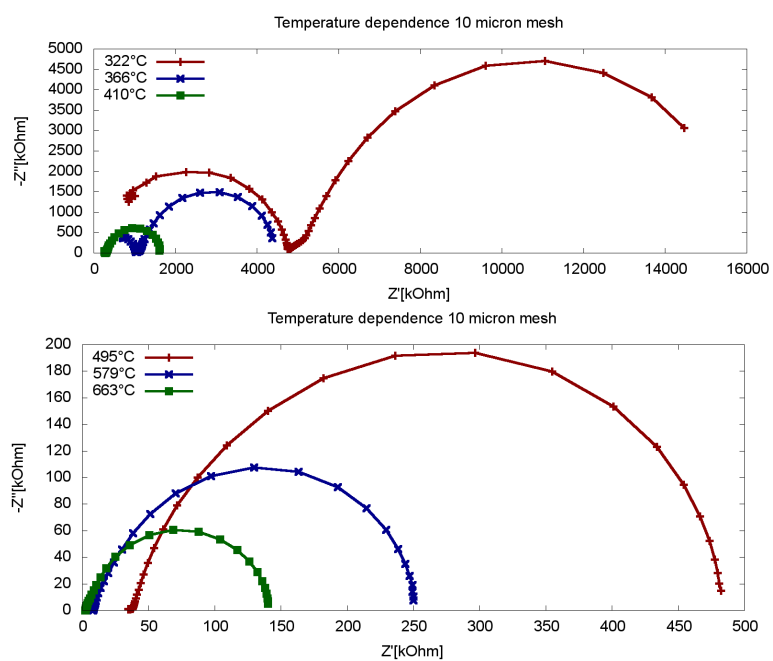 Temperature dependence 10 micron mesh
5000
4500
4000
3500
3000
2500
2000
1500
1000
500
0
-Z''[kOhm]
322°C
366°C
410°C
0 2000 4000 6000 8000 10000 12000 14000 16000
Z'[kOhm]
Temperature dependence 10 micron mesh
200
180
160
140
120
100
80
60
40
20
0
-Z''[kOhm]
495°C
579°C
663°C
0 50 100 150 200 250 300 350 400 450 500
Z'[kOhm]